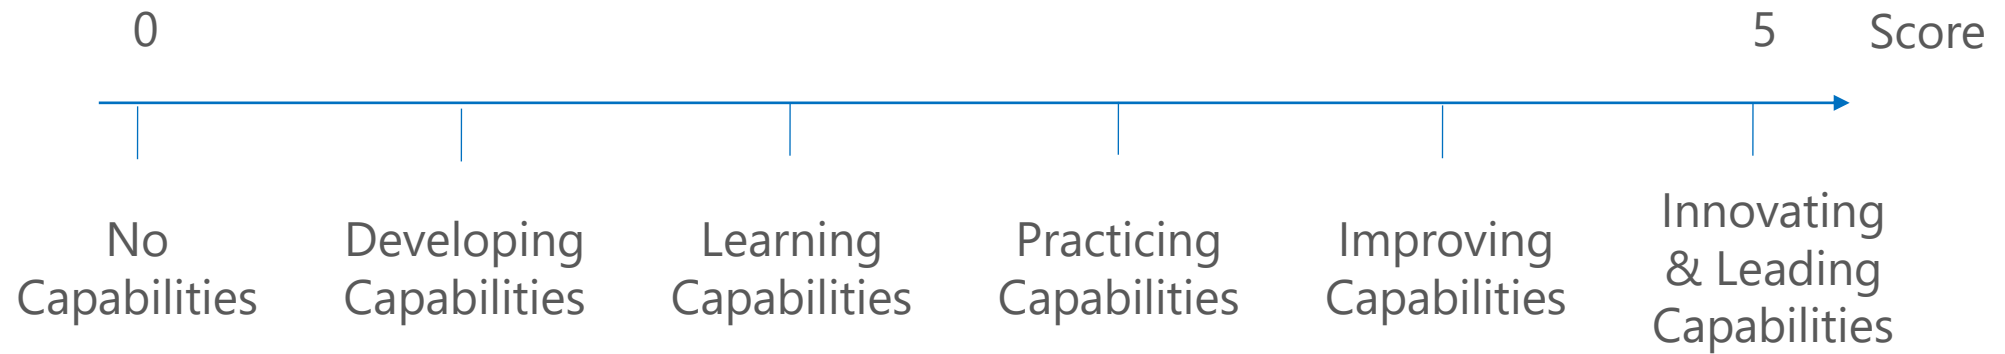 0
5
Score
No
Capabilities
Developing
Capabilities
Learning
Capabilities
Practicing
Capabilities
Improving
Capabilities
Innovating
& Leading
Capabilities